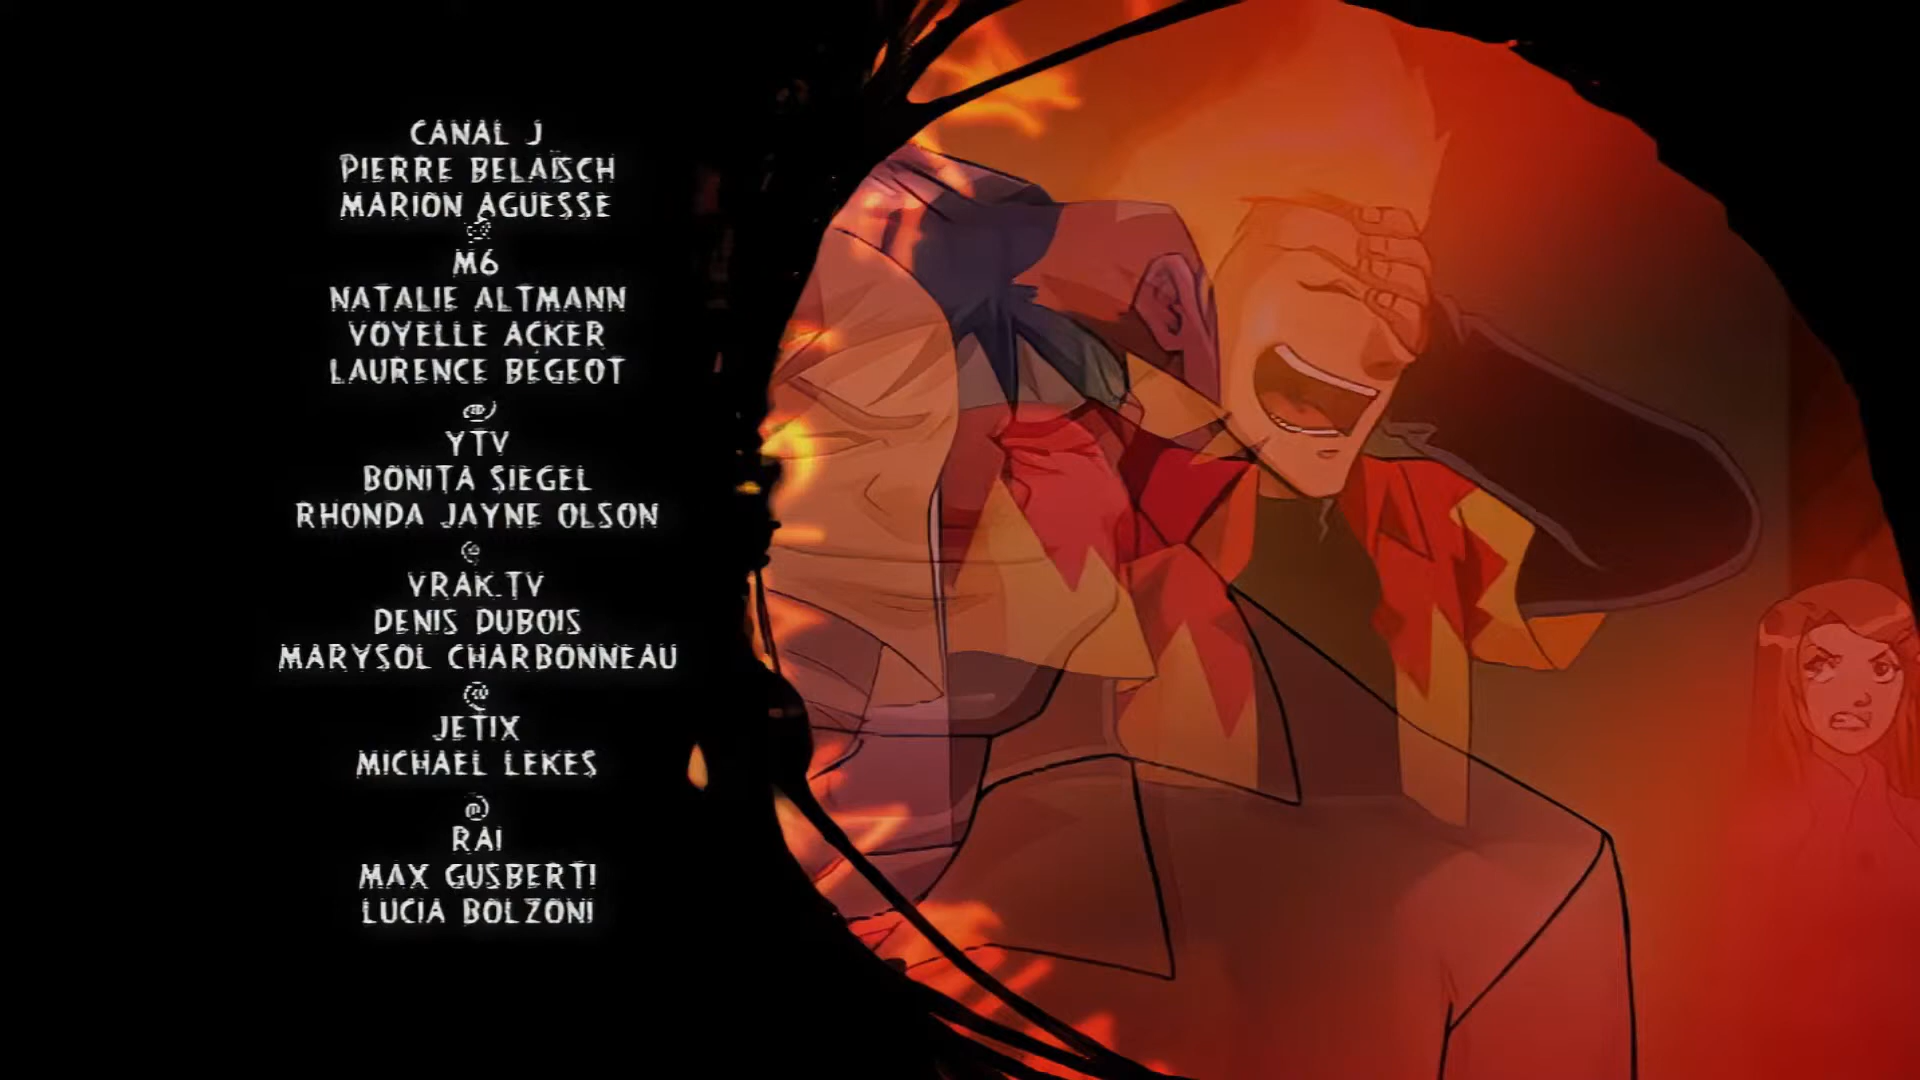 CANAL J
PIERRE BELAÏSCH
MARION AGUESSE
@
M6
NATALIE ALTMANN
VOYELLE ACKER
LAURENCE BEGEOT
@
YTV
BONITA SIEGEL
RHONDA JAYNE OLSON
@
VRAK.TV
DENIS DUBOIS
MARYSOL CHARBONNEAU
@
JETIX
MICHAEL LEKES
@
RAI
MAX GUSBERTI
LUCIA BOLZONI